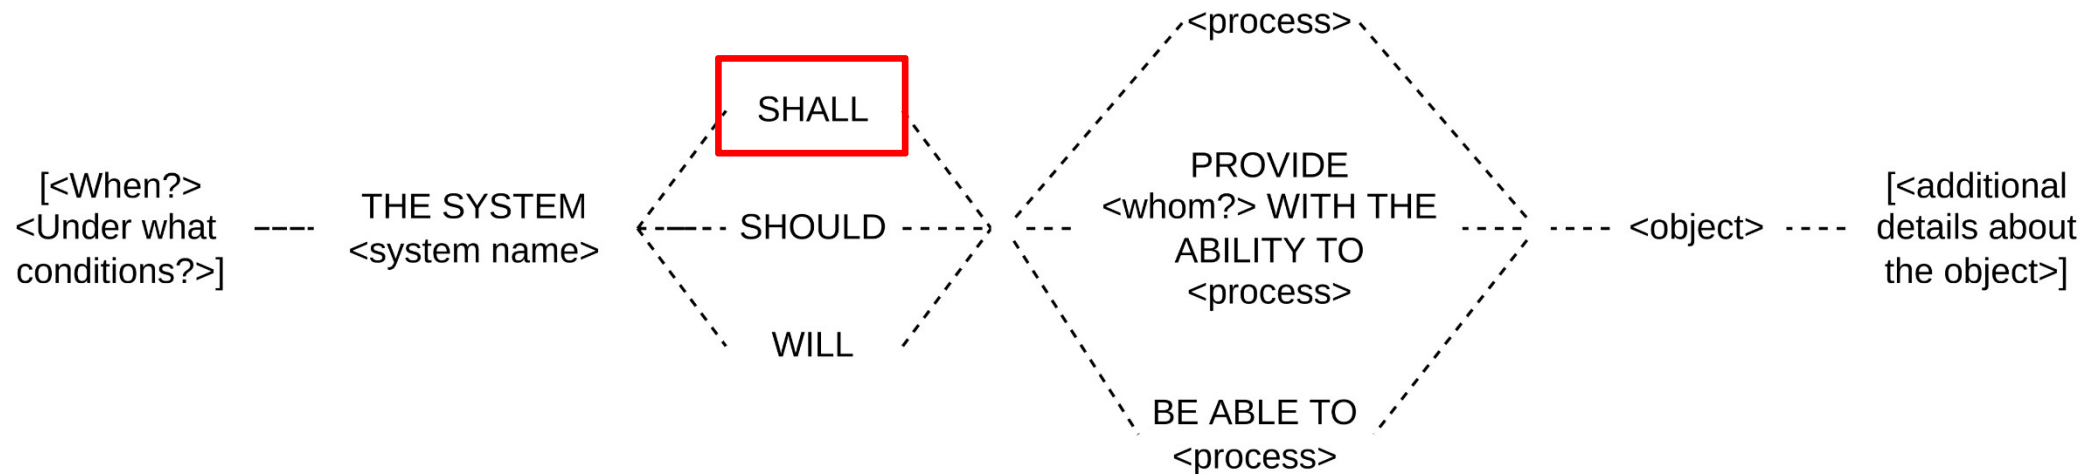 [<When?>
<Under what
conditions?>]
THE SYSTEM
<system name>
SHALL
SHOULD
WILL
<process>
PROVIDE
<whom?> WITH THE
ABILITY TO
<process>
BE ABLE TO
<process>
<object>
[<additional
details about
the object>]